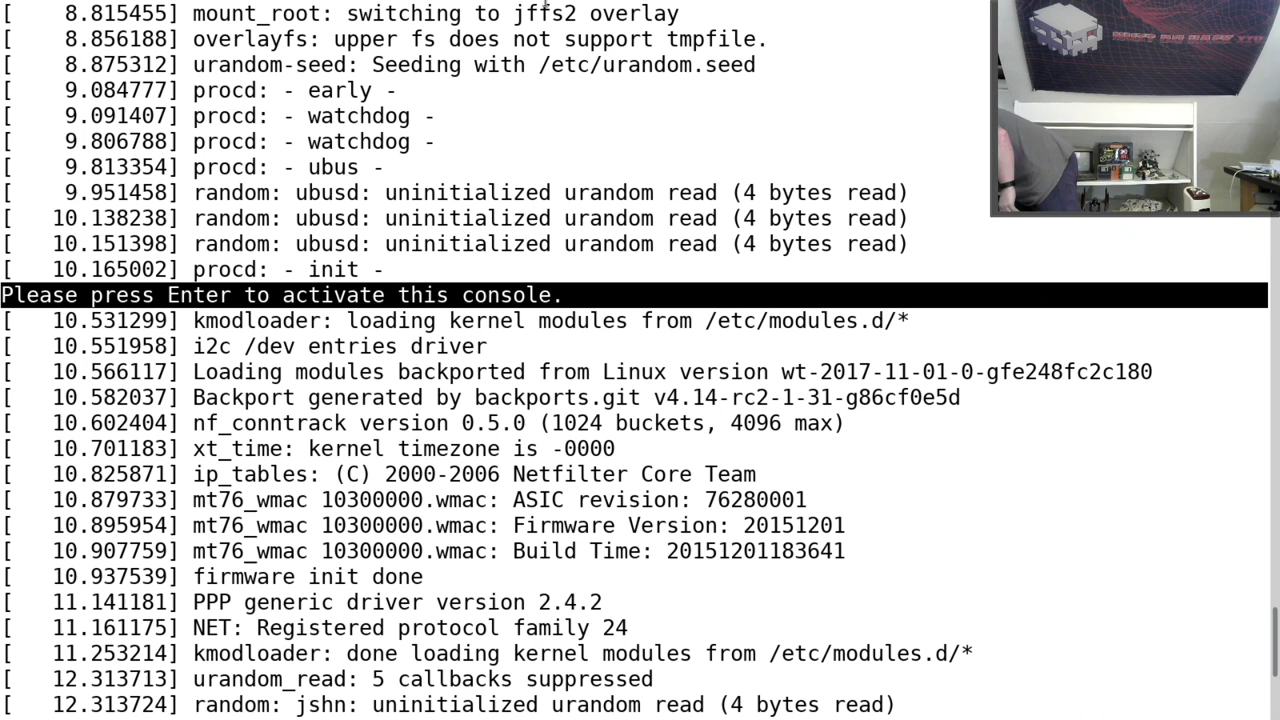 [    8.815455] mount_root: switching to jffs2 overlay
[    8.856188] overlayfs: upper fs does not support tmpfile.
[    8.875312] urandom-seed: Seeding with /etc/urandom.seed
[    9.084777] procd: - early -
[    9.091407] procd: - watchdog -
[    9.806788] procd: - watchdog -
[    9.813354] procd: - ubus -
[    9.951458] random: ubusd: uninitialized urandom read (4 bytes read)
[   10.138238] random: ubusd: uninitialized urandom read (4 bytes read)
[   10.151398] random: ubusd: uninitialized urandom read (4 bytes read)
[   10.165002] procd: - init -
Please press Enter to activate this console.
[   10.531299] kmodloader: loading kernel modules from /etc/modules.d/*
[   10.551958] i2c /dev entries driver
[   10.566117] Loading modules backported from Linux version wt-2017-11-01-0-gfe248fc2c180
[   10.582037] Backport generated by backports.git v4.14-rc2-1-31-g86cf0e5d
[   10.602404] nf_conntrack version 0.5.0 (1024 buckets, 4096 max)
[   10.701183] xt_time: kernel timezone is -0000
[   10.825871] ip_tables: (C) 2000-2006 Netfilter Core Team
[   10.879733] mt76_wmac 10300000.wmac: ASIC revision: 76280001
[   10.895954] mt76_wmac 10300000.wmac: Firmware Version: 20151201
[   10.907759] mt76_wmac 10300000.wmac: Build Time: 20151201183641
[   10.937539] firmware init done
[   11.141181] PPP generic driver version 2.4.2
[   11.161175] NET: Registered protocol family 24
[   11.253214] kmodloader: done loading kernel modules from /etc/modules.d/*
[   12.313713] urandom_read: 5 callbacks suppressed
[   12.313724] random: jshn: uninitialized urandom read (4 bytes read)